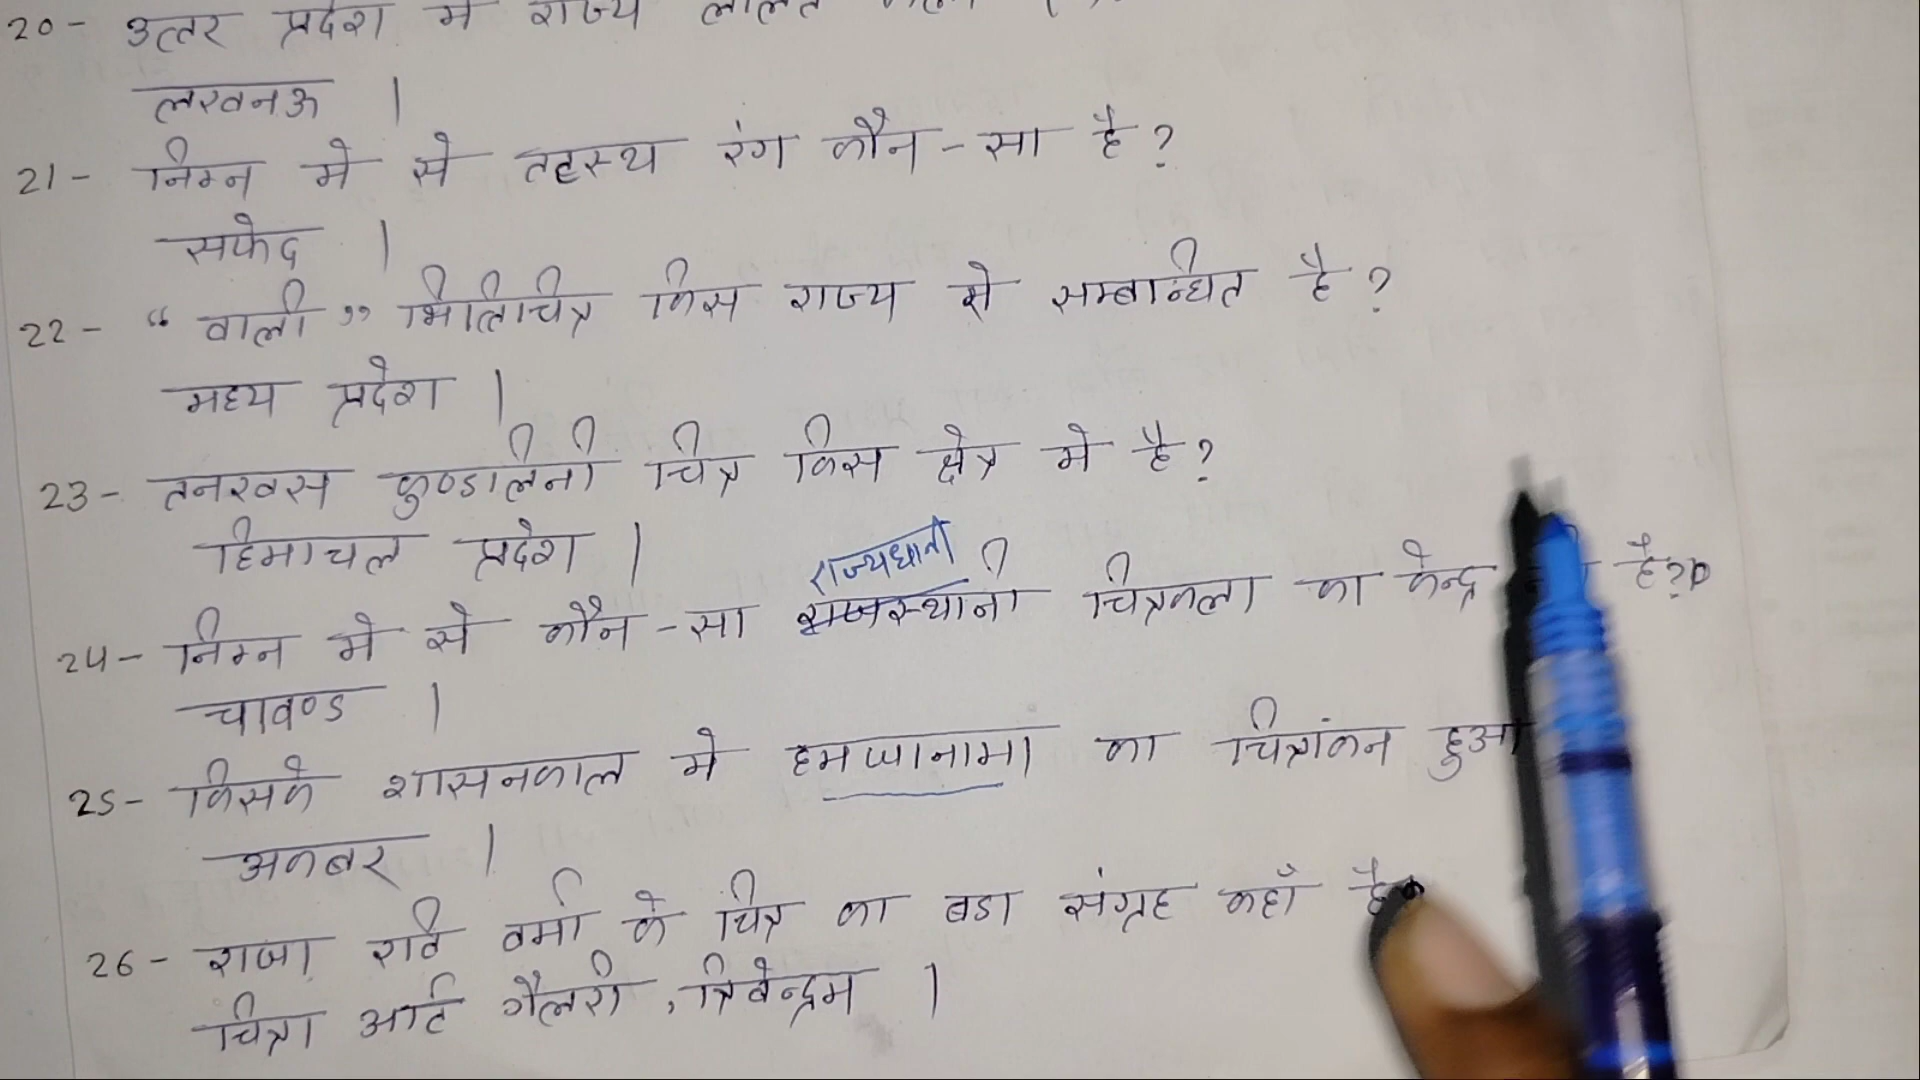 20- उत्तर प्रदेश मे राज्य ललित
लखनऊ |
21- निम्न मे से तटस्थ रंग कौन-सा है?
सफेद |
22- “वाली” भित्तिचित्र किस राज्य से सम्बन्धित है?
मध्य प्रदेश |
23- तनखस कुण्डलिनी चित्र किस क्षेत्र मे है?
हिमाचल प्रदेश |
राज्यधानी
24- निम्न मे से कौन-सा राजस्थानी चित्रकला का केन्द्र है?
चावण्ड |
25- किसके शासनकाल मे हमजानामा का चित्रांकन हुआ
अकबर |
26- राजा रवि वर्मा के चित्र का बडा संग्रह कहाँ है
चित्रा आर्ट गैलरी, त्रिवेन्द्रम |